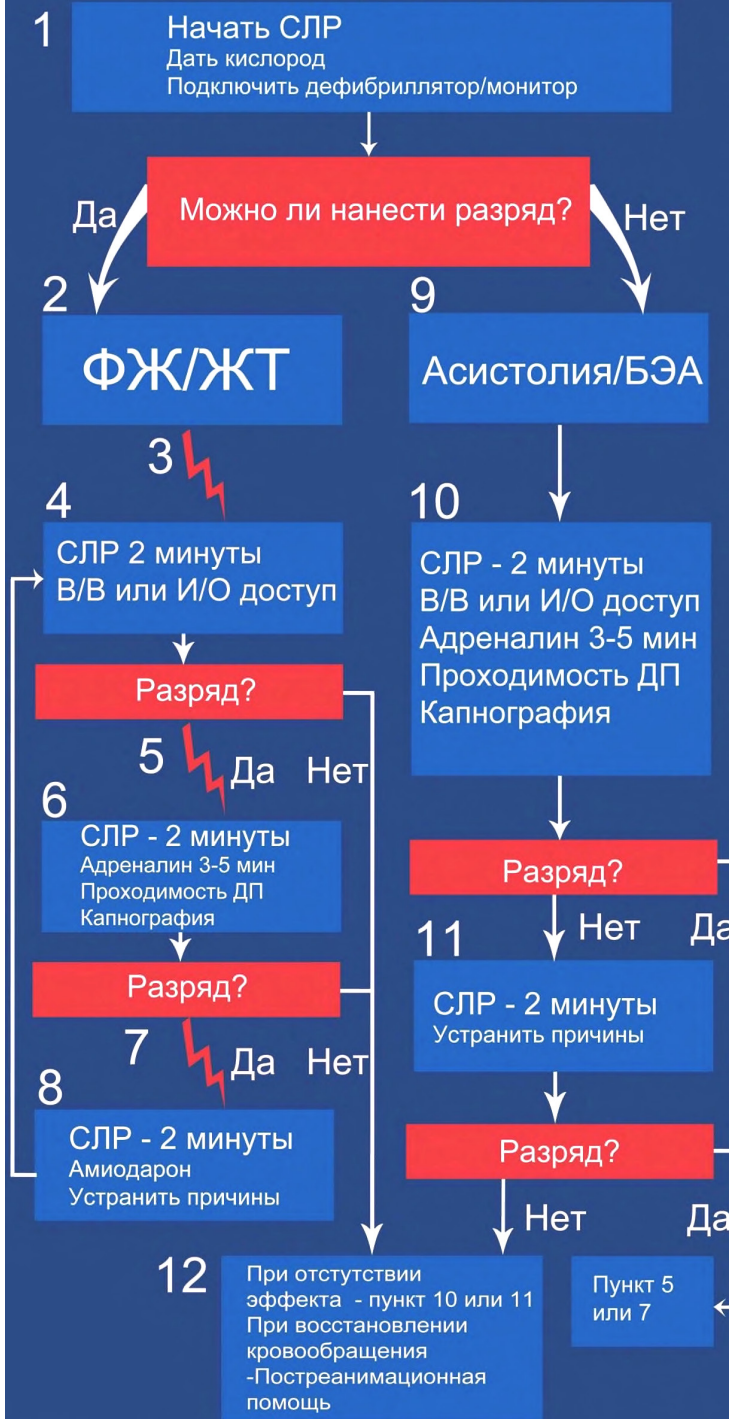 1
Начать СЛР
Дать кислород
Подключить дефибриллятор/монитор
Можно ли нанести разряд?
Да
Нет
2
ФЖ/ЖТ
3
4
СЛР 2 минуты
В/В или И/О доступ
Разряд?
5
Да
Нет
6
СЛР - 2 минуты
Адреналин 3-5 мин
Проходимость ДП
Капнография
Разряд?
7
Да
Нет
8
СЛР - 2 минуты
Амиодарон
Устранить причины
9
Асистолия/БЭА
10
СЛР - 2 минуты
В/В или И/О доступ
Адреналин 3-5 мин
Проходимость ДП
Капнография
Разряд?
Нет
Да
11
СЛР - 2 минуты
Устранить причины
Разряд?
Нет
Да
12
При отстутствии
эффекта - пункт 10 или 11
При восстановлении
кровообращения
-Постреанимационная
помощь
Пункт 5
или 7